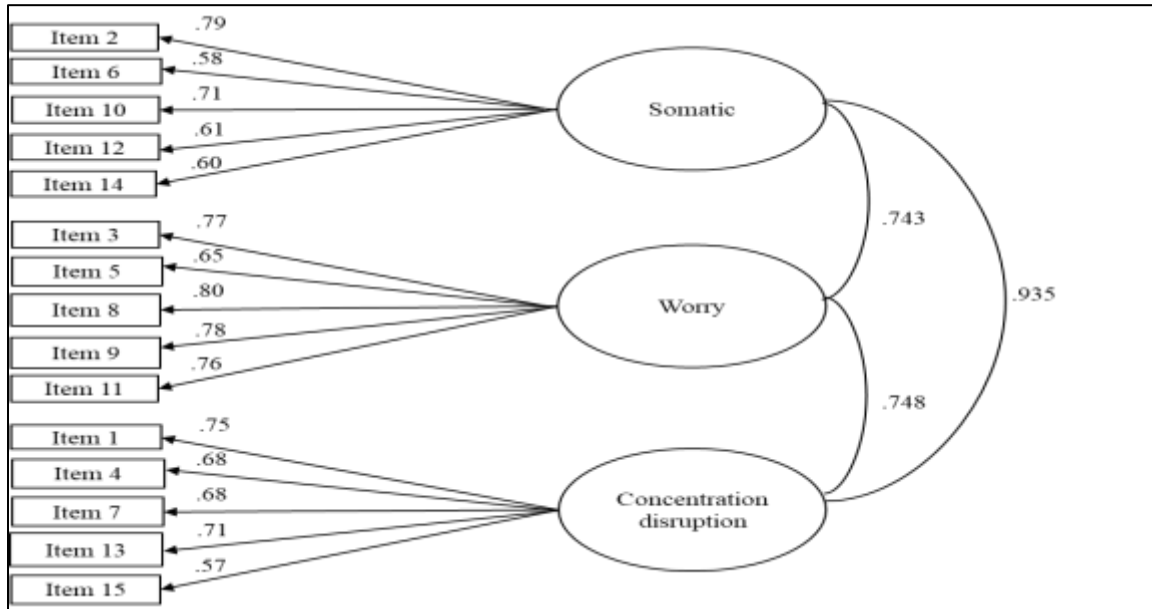 Item 2
.79
Item 6
.58
Item 10
.71
Item 12
.61
Item 14
.60
Somatic
Item 3
.77
Item 5
.65
Item 8
.80
Item 9
.78
Item 11
.76
Worry
Item 1
.75
Item 4
.68
Item 7
.68
Item 13
.71
Item 15
.57
Concentration
disruption
.743
.935
.748